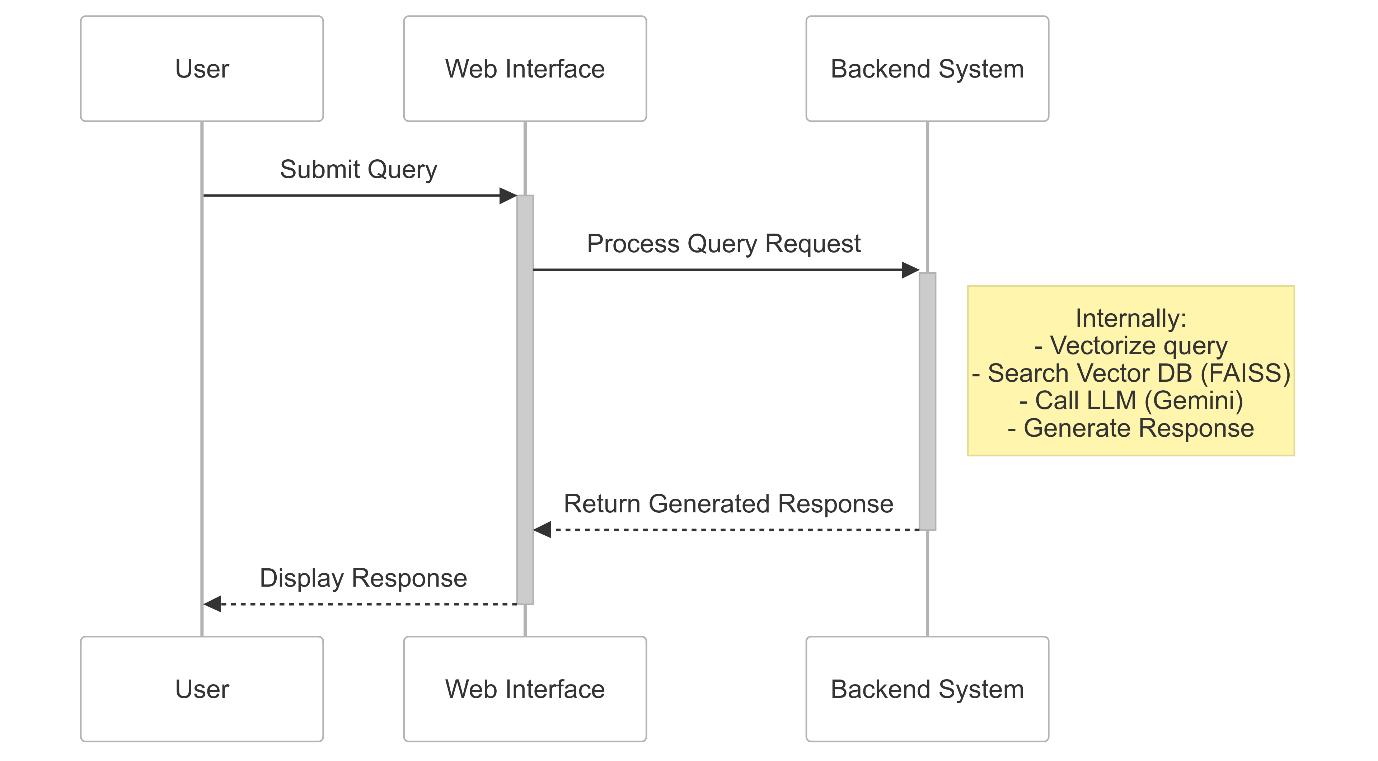 User
Web Interface
Backend System
Submit Query
Process Query Request
Internally:
- Vectorize query
- Search Vector DB (FAISS)
- Call LLM (Gemini)
- Generate Response
Return Generated Response
Display Response
User
Web Interface
Backend System